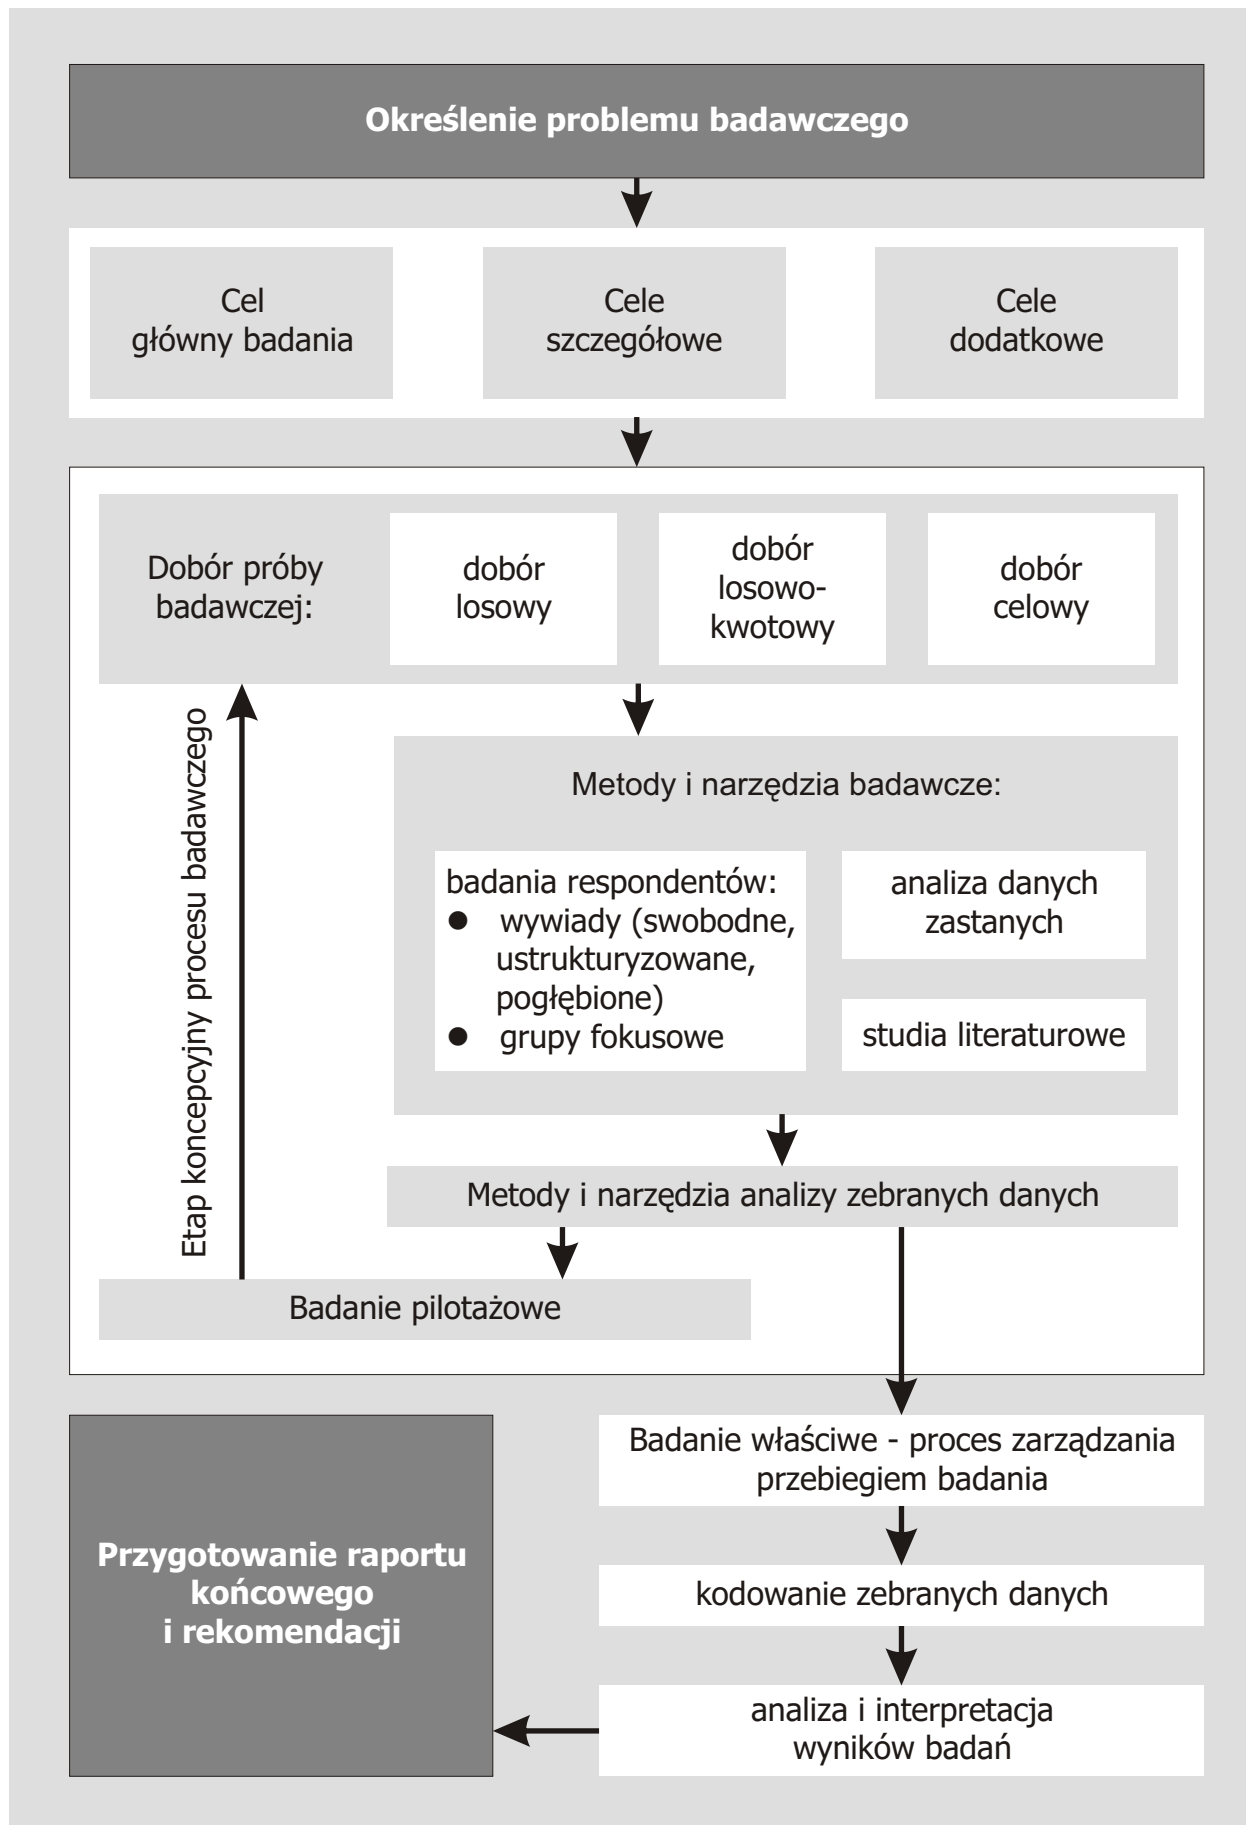 Określenie problemu badawczego
Cel
główny badania
Cele
szczegółowe
Cele
dodatkowe
Dobór próby
badawczej:
dobór
losowy
dobór
losowo-
kwotowy
dobór
celowy
Etap koncepcyjny procesu badawczego
Metody i narzędzia badawcze:
badania respondentów:
● wywiady (swobodne,
ustrukturyzowane,
pogłębione)
● grupy fokusowe
analiza danych
zastanych
studia literaturowe
Metody i narzędzia analizy zebranych danych
Badanie pilotażowe
Badanie właściwe - proces zarządzania
przebiegiem badania
kodowanie zebranych danych
analiza i interpretacja
wyników badań
Przygotowanie raportu
końcowego
i rekomendacji